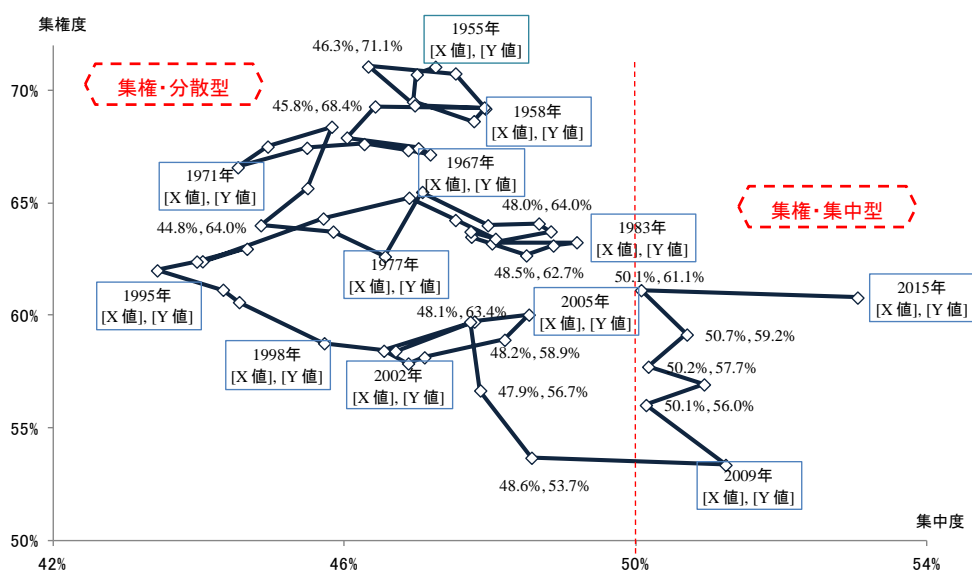 集権度
1955年
[X 値], [Y 値]
46.3%, 71.1%
集権・分散型
70%
45.8%, 68.4%
1958年
[X 値], [Y 値]
1967年
[X 値], [Y 値]
1971年
[X 値], [Y 値]
65%
48.0%, 64.0%
集権・集中型
44.8%, 64.0%
1983年
[X 値], [Y 値]
1977年
[X 値], [Y 値]
48.5%, 62.7%
50.1%, 61.1%
1995年
[X 値], [Y 値]
2005年
[X 値], [Y 値]
2015年
[X 値], [Y 値]
60%
48.1%, 63.4%
50.7%, 59.2%
1998年
[X 値], [Y 値]
48.2%, 58.9%
2002年
[X 値], [Y 値]
50.2%, 57.7%
47.9%, 56.7%
50.1%, 56.0%
55%
48.6%, 53.7%
2009年
[X 値], [Y 値]
集中度
50%
42%
46%
50%
54%